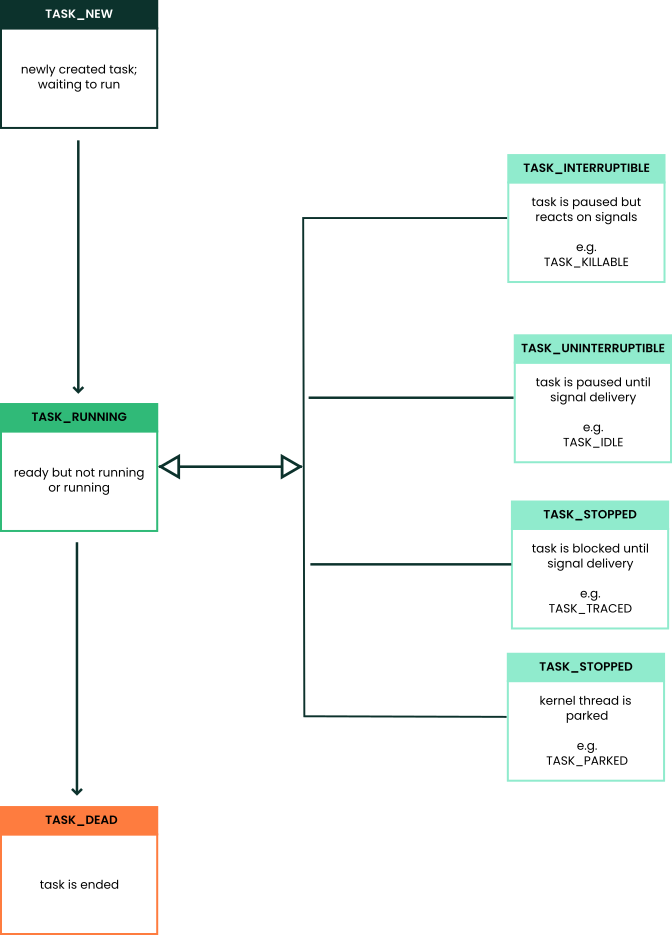 TASK_NEW
newly created task;
waiting to run
TASK_INTERRUPTIBLE
task is paused but
reacts on signals
e.g.
TASK_KILLABLE
TASK_UNINTERRUPTIBLE
task is paused until
signal delivery
e.g.
TASK_IDLE
TASK_RUNNING
ready but not running
or running
TASK_STOPPED
task is blocked until
signal delivery
e.g.
TASK_TRACED
TASK_STOPPED
kernel thread is
parked
e.g.
TASK_PARKED
TASK_DEAD
task is ended